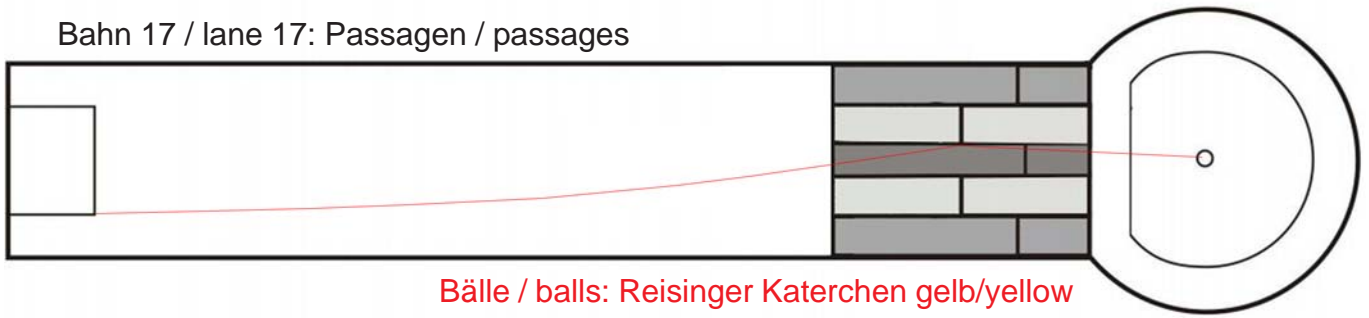 Bahn 17 / lane 17: Passagen / passages
Bälle / balls: Reisinger Katerchen gelb/yellow